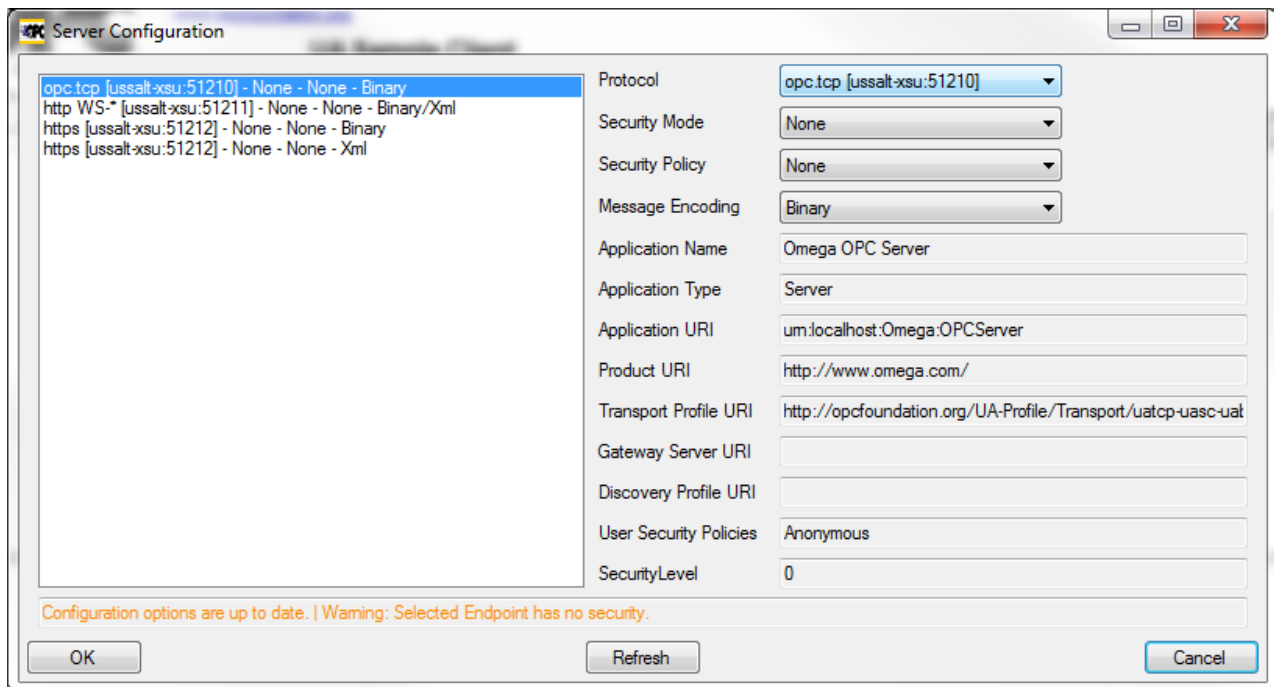 Server Configuration
opc.tcp [ussalt-xsu:51210] - None - None - Binary
http WS-* [ussalt-xsu:51211] - None - None - Binary/Xml
https [ussalt-xsu:51212] - None - None - Binary
https [ussalt-xsu:51212] - None - None - Xml
Protocol opc.tcp [ussalt-xsu:51210]
Security Mode None
Security Policy None
Message Encoding Binary
Application Name Omega OPC Server
Application Type Server
Application URI urn:localhost:Omega:OPCServer
Product URI http://www.omega.com/
Transport Profile URI http://opcfoundation.org/UA-Profile/Transport/uatcp-uasc-uab
Gateway Server URI
Discovery Profile URI
User Security Policies Anonymous
SecurityLevel 0
Configuration options are up to date. | Warning: Selected Endpoint has no security.
OK Refresh Cancel